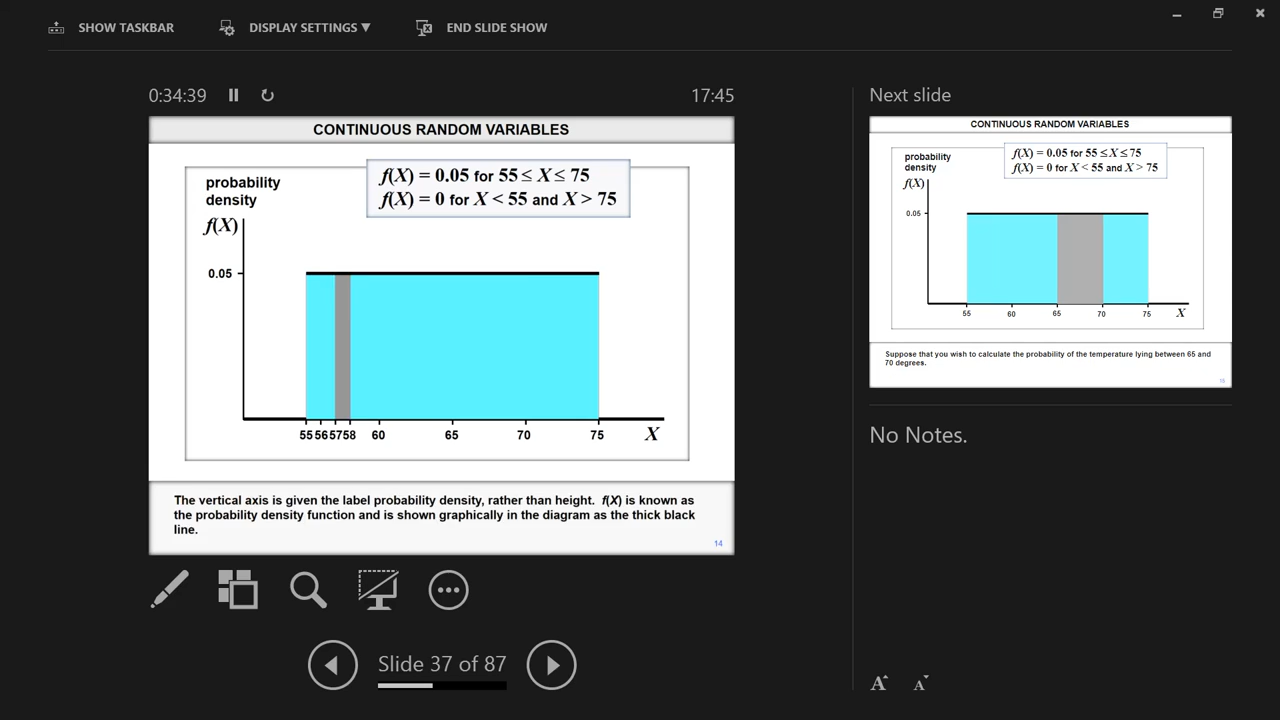 SHOW TASKBAR
DISPLAY SETTINGS ▼
END SLIDE SHOW
0:34:39
17:45
CONTINUOUS RANDOM VARIABLES
f(X) = 0.05 for 55 ≤ X ≤ 75
f(X) = 0 for X < 55 and X > 75
probability
density
f(X)
0.05
55 56 57 58 60 65 70 75 X
The vertical axis is given the label probability density, rather than height. f(X) is known as
the probability density function and is shown graphically in the diagram as the thick black
line.
14
Slide 37 of 87
Next slide
CONTINUOUS RANDOM VARIABLES
f(X) = 0.05 for 55 ≤ X ≤ 75
f(X) = 0 for X < 55 and X > 75
probability
density
f(X)
0.05
55 60 65 70 75 X
Suppose that you wish to calculate the probability of the temperature lying between 65 and
70 degrees.
15
No Notes.
A A